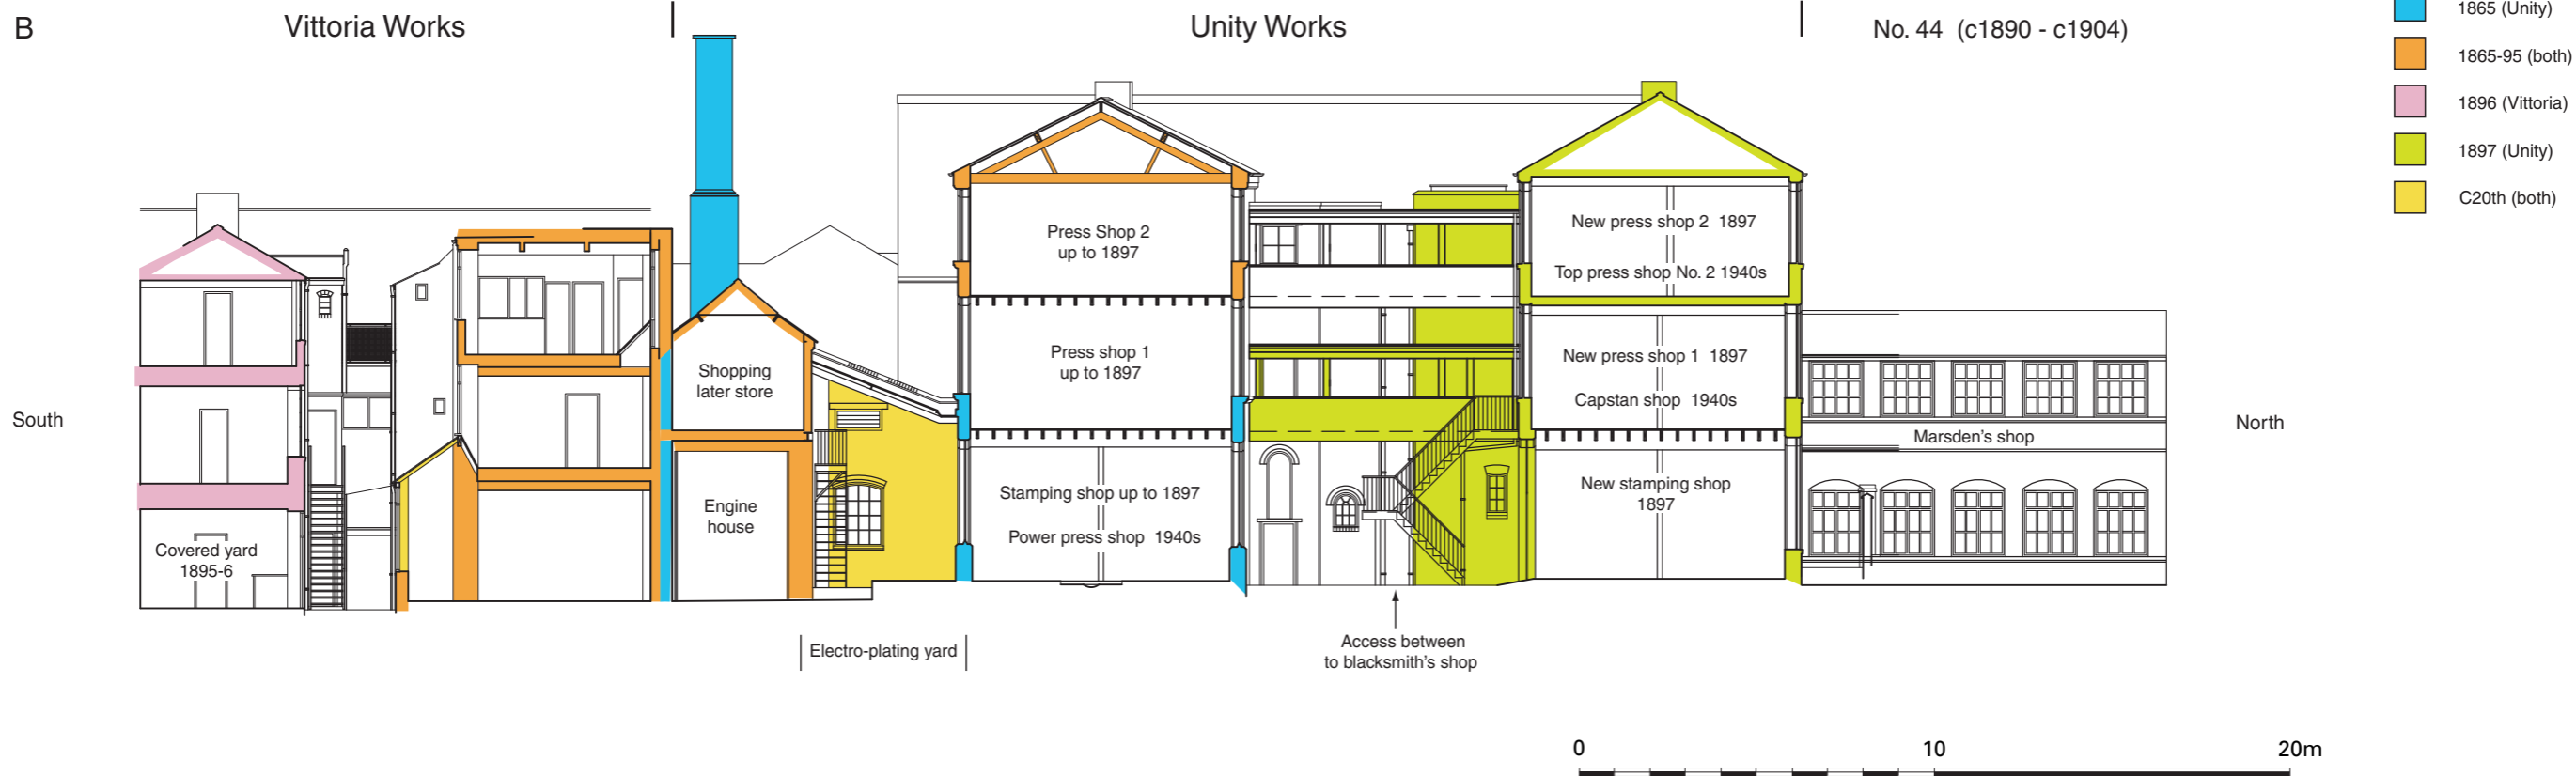 B
Vittoria Works
Unity Works
No. 44 (c1890 - c1904)
1865 (Unity)
1865-95 (both)
1896 (Vittoria)
1897 (Unity)
C20th (both)
South
North
Covered yard
1895-6
Shopping
later store
Engine
house
Press Shop 2
up to 1897
Press shop 1
up to 1897
Stamping shop up to 1897
Power press shop 1940s
New press shop 2 1897
Top press shop No. 2 1940s
New press shop 1 1897
Capstan shop 1940s
New stamping shop
1897
Marsden's shop
Electro-plating yard
Access between
to blacksmith's shop
0 10 20m